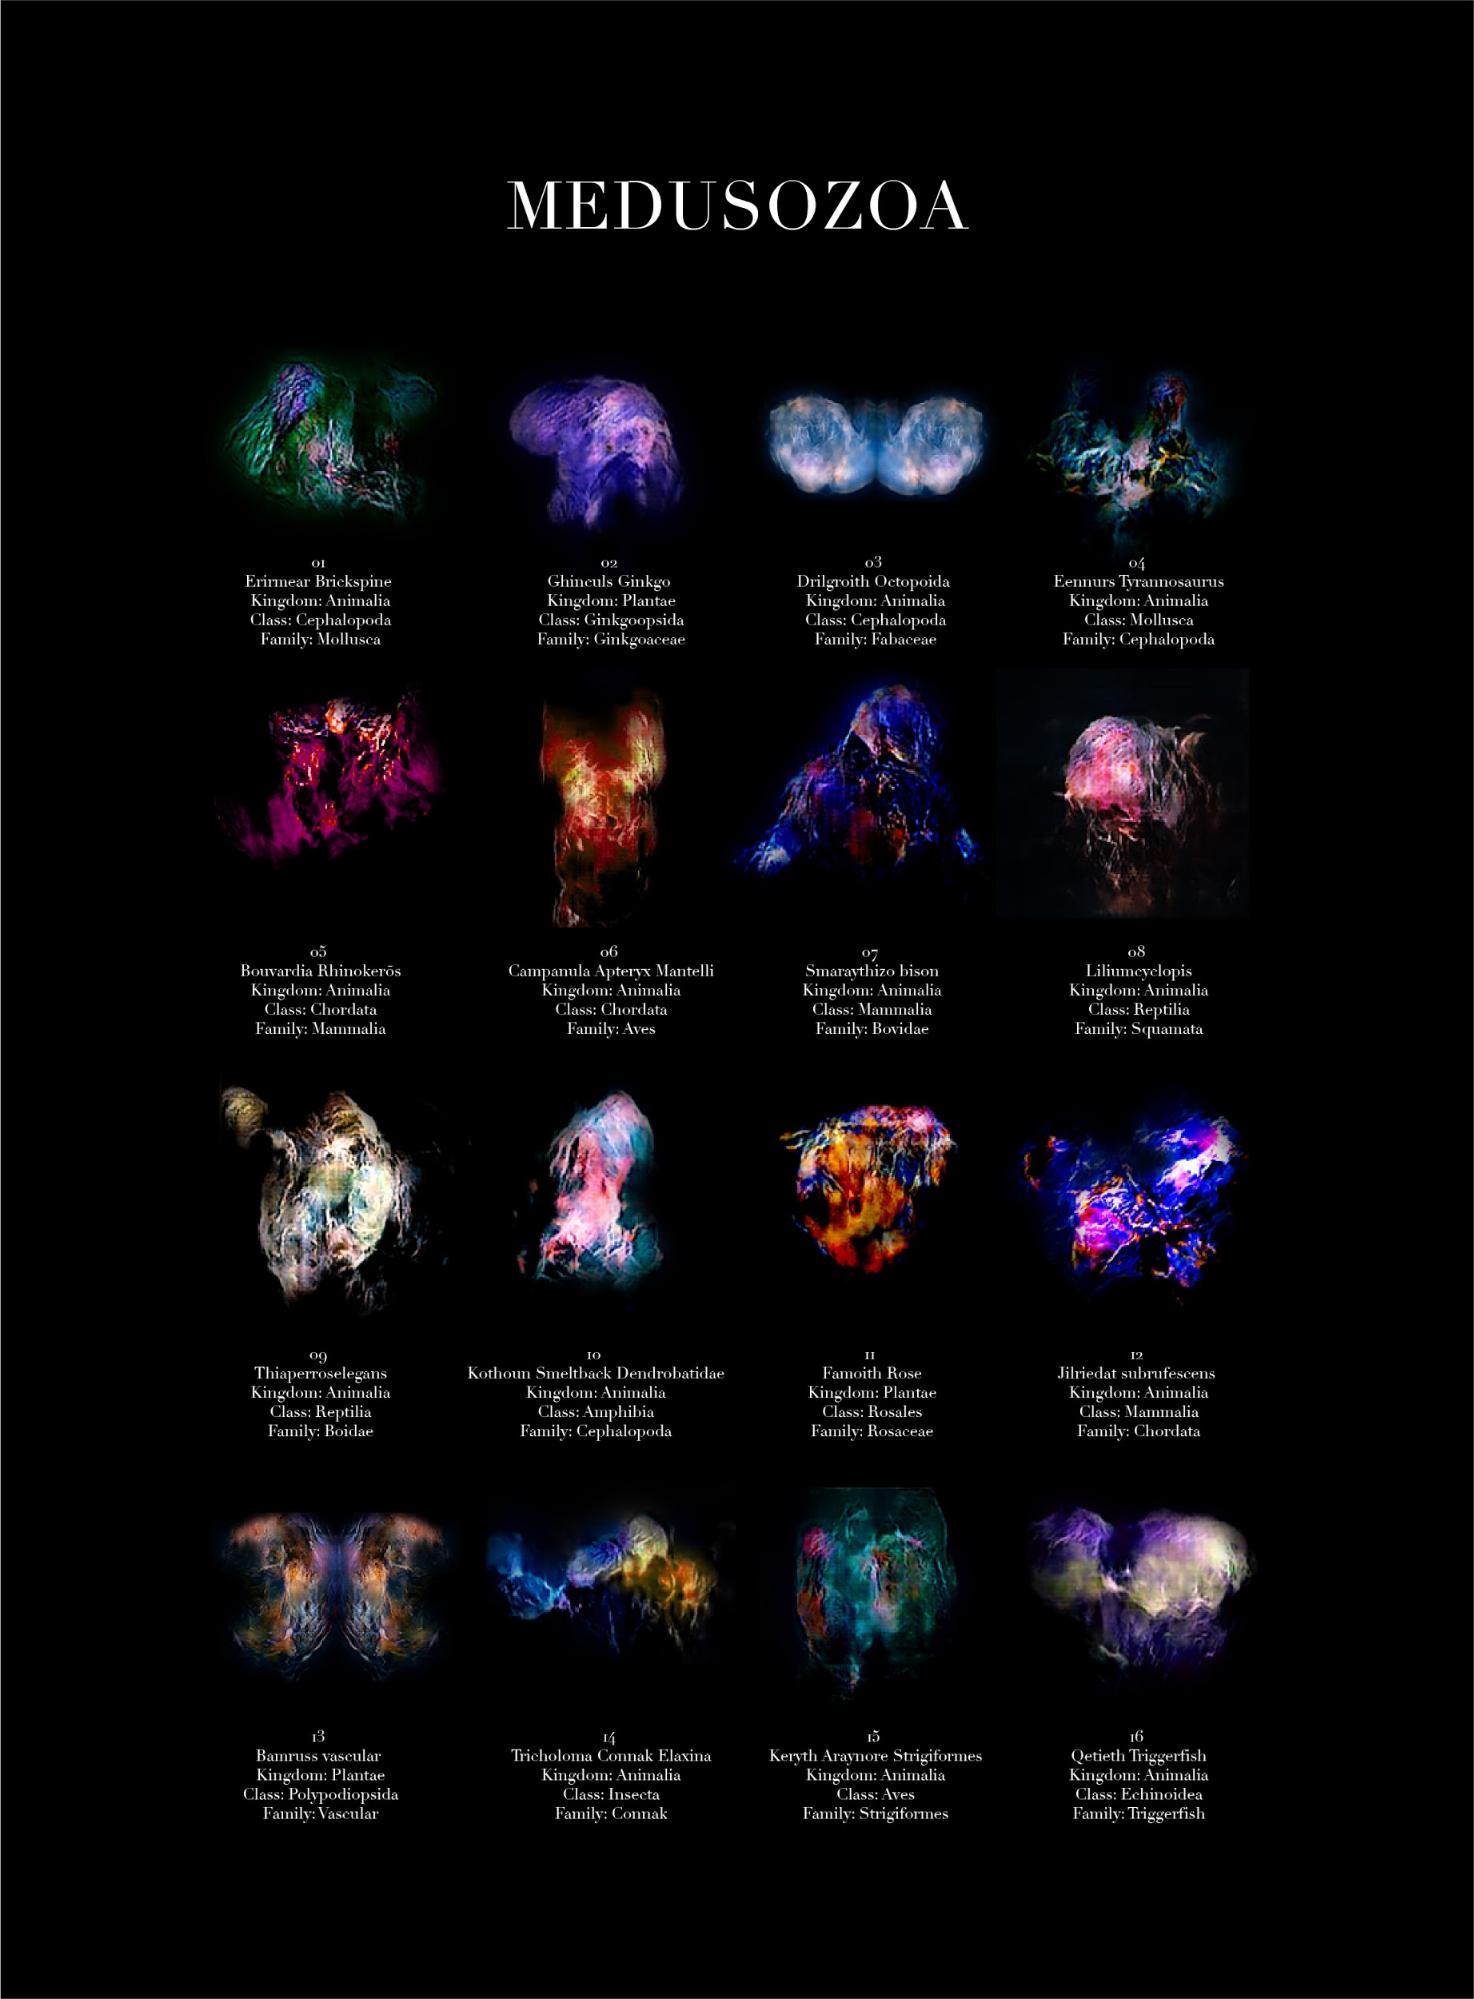 MEDUSOZOA
01
Erirmear Brickspine
Kingdom: Animalia
Class: Cephalopoda
Family: Mollusca
02
Ghinculs Ginkgo
Kingdom: Plantae
Class: Ginkgoopsida
Family: Ginkgoaceae
03
Drilgroith Octopoida
Kingdom: Animalia
Class: Cephalopoda
Family: Fabaceae
04
Eennurs Tyrannosaurus
Kingdom: Animalia
Class: Mollusca
Family: Cephalopoda
05
Bouvardia Rhinokerōs
Kingdom: Animalia
Class: Chordata
Family: Mammalia
06
Campanula Apteryx Mantelli
Kingdom: Animalia
Class: Chordata
Family: Aves
07
Smaraythizo bison
Kingdom: Animalia
Class: Mammalia
Family: Bovidae
08
Liliumcyclopis
Kingdom: Animalia
Class: Reptilia
Family: Squamata
09
Thiaperroselegans
Kingdom: Animalia
Class: Reptilia
Family: Boidae
10
Kothoun Smeltback Dendrobatidae
Kingdom: Animalia
Class: Amphibia
Family: Cephalopoda
11
Famoith Rose
Kingdom: Plantae
Class: Rosales
Family: Rosaceae
12
Jilriedat subrufescens
Kingdom: Animalia
Class: Mammalia
Family: Chordata
13
Bamruss vascular
Kingdom: Plantae
Class: Polypodiopsida
Family: Vascular
14
Tricholoma Connak Elaxina
Kingdom: Animalia
Class: Insecta
Family: Connak
15
Keryth Araynore Strigiformes
Kingdom: Animalia
Class: Aves
Family: Strigiformes
16
Qetieth Triggerfish
Kingdom: Animalia
Class: Echinoidea
Family: Triggerfish